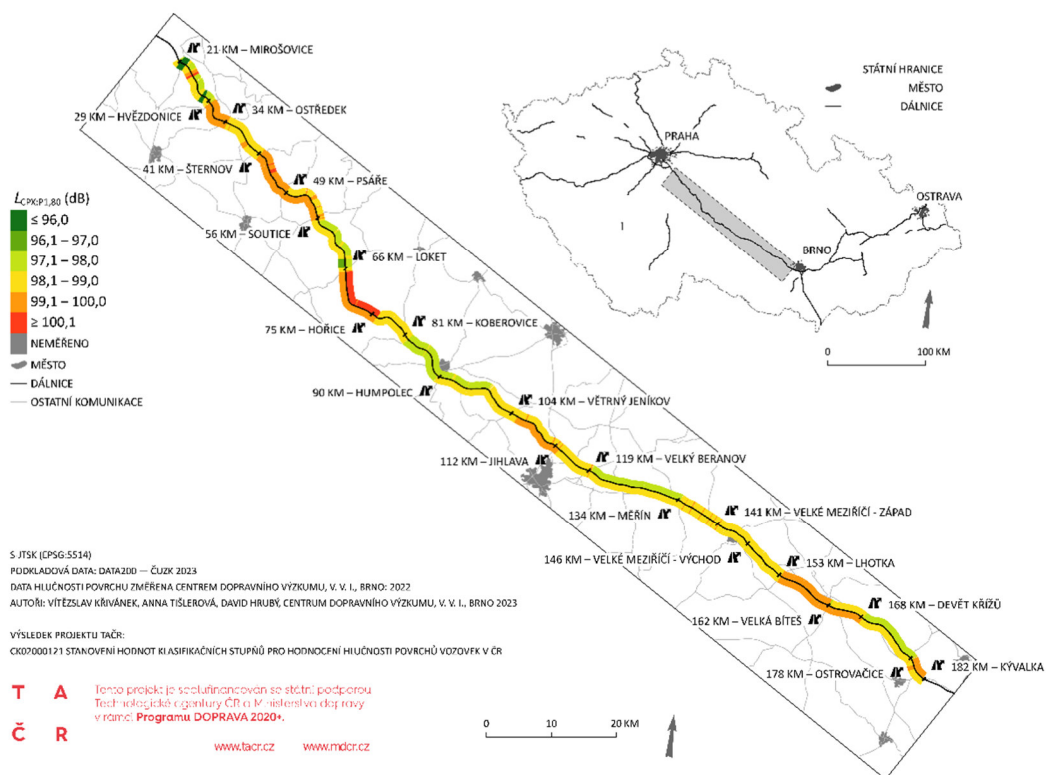 21 KM – MIROŠOVICE
34 KM – OSTŘEDEK
29 KM – HVĚZDONICE
41 KM – ŠTERNOV
49 KM – PSÁŘE
56 KM – SOUTICE
66 KM – LOKET
75 KM – HOŘICE
81 KM – KOBEROVICE
90 KM – HUMPOLEC
104 KM – VĚTRNÝ JENÍKOV
112 KM – JIHLAVA
119 KM – VELKÝ BERANOV
134 KM – MĚŘÍN
141 KM – VELKÉ MEZIŘÍČÍ - ZÁPAD
146 KM – VELKÉ MEZIŘÍČÍ - VÝCHOD
153 KM – LHOTKA
162 KM – VELKÁ BÍTEŠ
168 KM – DEVĚT KŘÍŽŮ
178 KM – OSTROVAČICE
182 KM – KÝVALKA
STÁTNÍ HRANICE
MĚSTO
DÁLNICE
PRAHA
OSTRAVA
BRNO
0 100 KM
LCPX:P1,80 (dB)
≤ 96,0
96,1 – 97,0
97,1 – 98,0
98,1 – 99,0
99,1 – 100,0
≥ 100,1
NEMĚŘENO
MĚSTO
DÁLNICE
OSTATNÍ KOMUNIKACE
S JTSK (EPSG:5514)
PODKLADOVÁ DATA: DATA200 — ČUZK 2023
DATA HLUČNOSTI POVRCHU ZMĚŘENA CENTREM DOPRAVNÍHO VÝZKUMU, V. V. I., BRNO: 2022
AUTOŘI: VÍTĚZSLAV KŘIVÁNEK, ANNA TIŠLEROVÁ, DAVID HRUBÝ, CENTRUM DOPRAVNÍHO VÝZKUMU, V. V. I., BRNO 2023
VÝSLEDEK PROJEKTU TAČR:
CK02000121 STANOVENÍ HODNOT KLASIFIKAČNÍCH STUPŇŮ PRO HODNOCENÍ HLUČNOSTI POVRCHŮ VOZOVEK V ČR
T A
Č R
Tento projekt je spolufinancován se státní podporou
Technologické agentury ČR a Ministerstva dopravy
v rámci Programu DOPRAVA 2020+.
www.tacr.cz www.mdcr.cz
0 10 20 KM